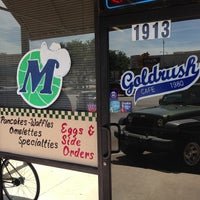 1913
M
Goldrush
CAFE 1980
Pancakes-Waffles
Omelettes
Specialties
Eggs &
Side
Orders